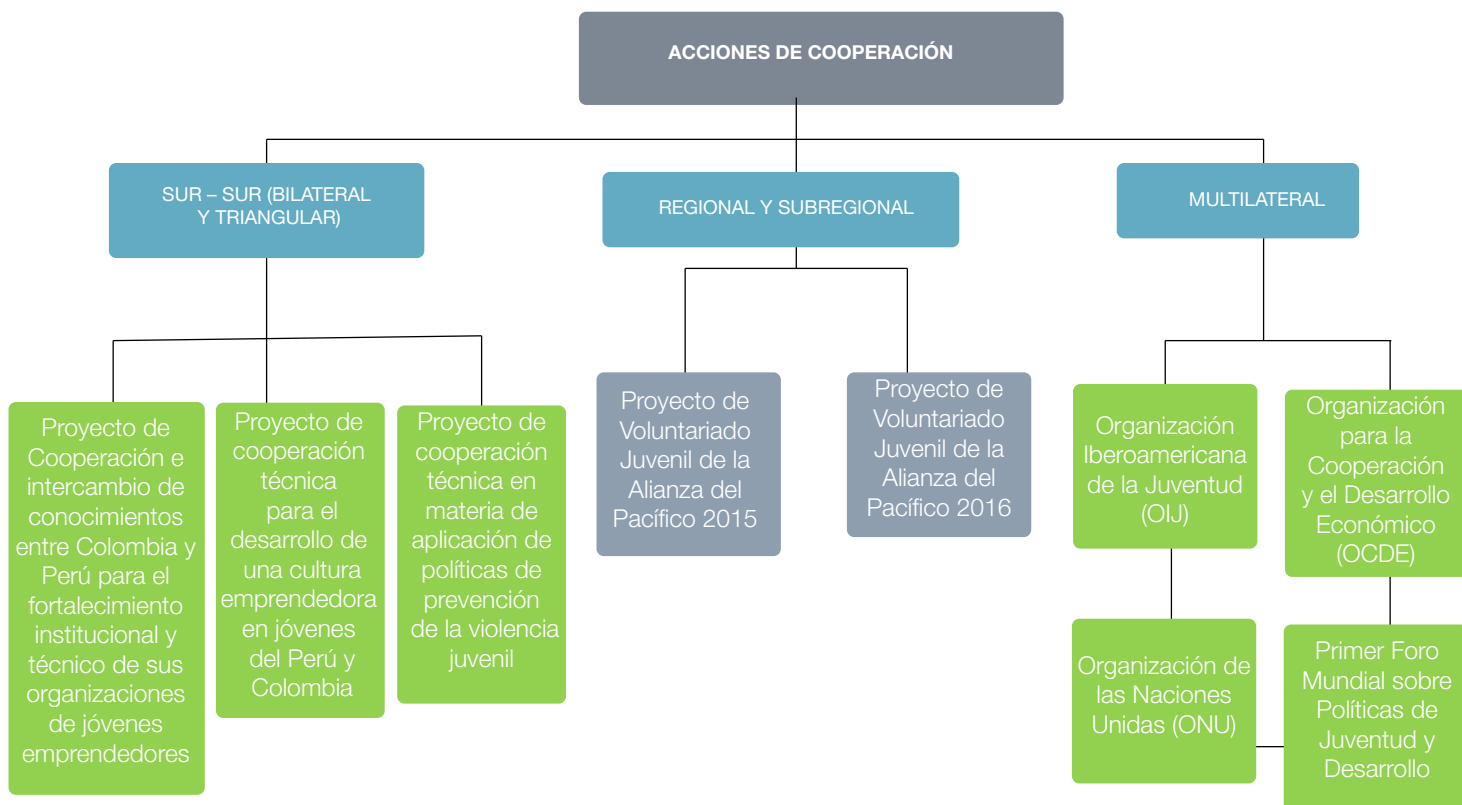 ACCIONES DE COOPERACIÓN
SUR – SUR (BILATERAL
Y TRIANGULAR)
REGIONAL Y SUBREGIONAL
MULTILATERAL
Proyecto de
Cooperación e
intercambio de
conocimientos
entre Colombia y
Perú para el
fortalecimiento
institucional y
técnico de sus
organizaciones
de jóvenes
emprendedores
Proyecto de
cooperación
técnica
para el
desarrollo de
una cultura
emprendedora
en jóvenes
del Perú y
Colombia
Proyecto de
cooperación
técnica en
materia de
aplicación de
políticas de
prevención
de la violencia
juvenil
Proyecto de
Voluntariado
Juvenil de la
Alianza del
Pacífico 2015
Proyecto de
Voluntariado
Juvenil de la
Alianza del
Pacífico 2016
Organización
Iberoamericana
de la Juventud
(OIJ)
Organización
para la
Cooperación
y el Desarrollo
Económico
(OCDE)
Organización de
las Naciones
Unidas (ONU)
Primer Foro
Mundial sobre
Políticas de
Juventud y
Desarrollo